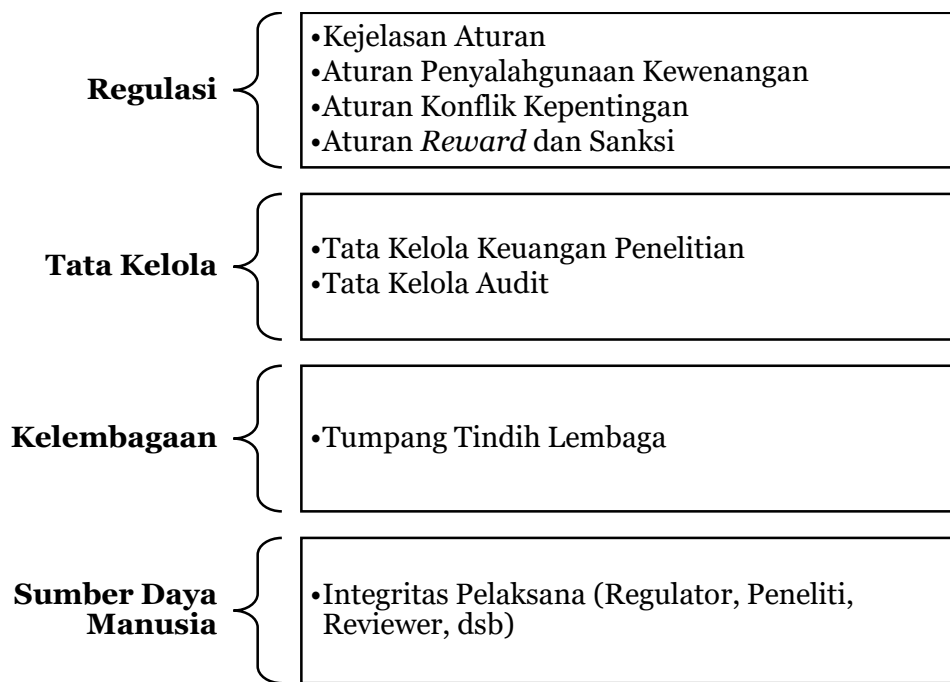 Regulasi
•Kejelasan Aturan
•Aturan Penyalahgunaan Kewenangan
•Aturan Konflik Kepentingan
•Aturan Reward dan Sanksi
Tata Kelola
•Tata Kelola Keuangan Penelitian
•Tata Kelola Audit
Kelembagaan
•Tumpang Tindih Lembaga
Sumber Daya
Manusia
•Integritas Pelaksana (Regulator, Peneliti,
Reviewer, dsb)